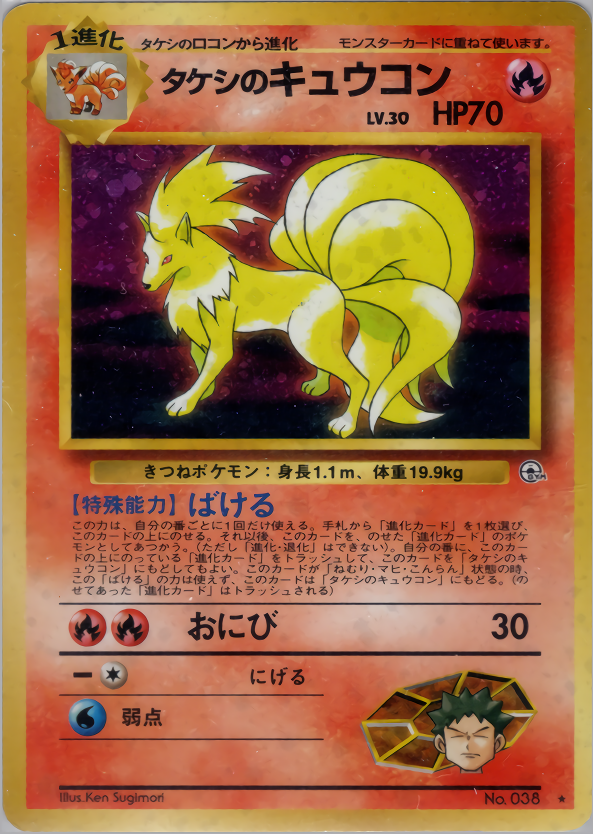 1進化
タケシのロコンから進化
モンスターカードに重ねて使います。
タケシのキュウコン
LV.30 HP70
きつねポケモン：身長1.1m、体重19.9kg
GYM
【特殊能力】ばける
この力は、自分の番ごとに1回だけ使える。手札から「進化カード」を1枚選び、
このカードの上にのせる。それ以後、このカードを、のせた「進化カード」のポケ
モンとしてあつかう。（ただし「進化・退化」はできない）。自分の番に、このカー
ドの上にのっている「進化カード」をトラッシュして、このカードを「タケシのキ
ュウコン」にもどしてもよい。このカードが「ねむり・マヒ・こんらん」状態の時、
この「ばける」の力は使えず、このカードは「タケシのキュウコン」にもどる。（の
せてあった「進化カード」はトラッシュされる）
おにび 30
にげる
弱点
Illus.Ken Sugimori
No. 038 ★